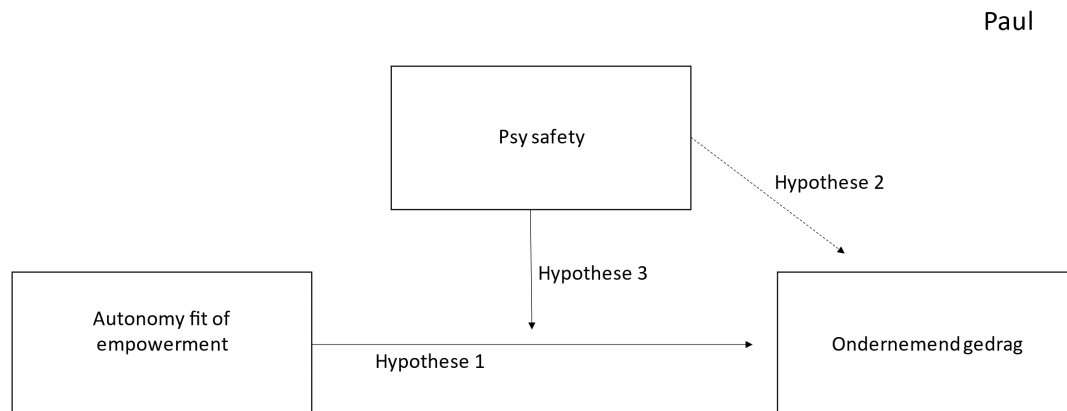 Paul
Psy safety
Hypothese 2
Hypothese 3
Autonomy fit of
empowerment
Hypothese 1
Ondernemend gedrag